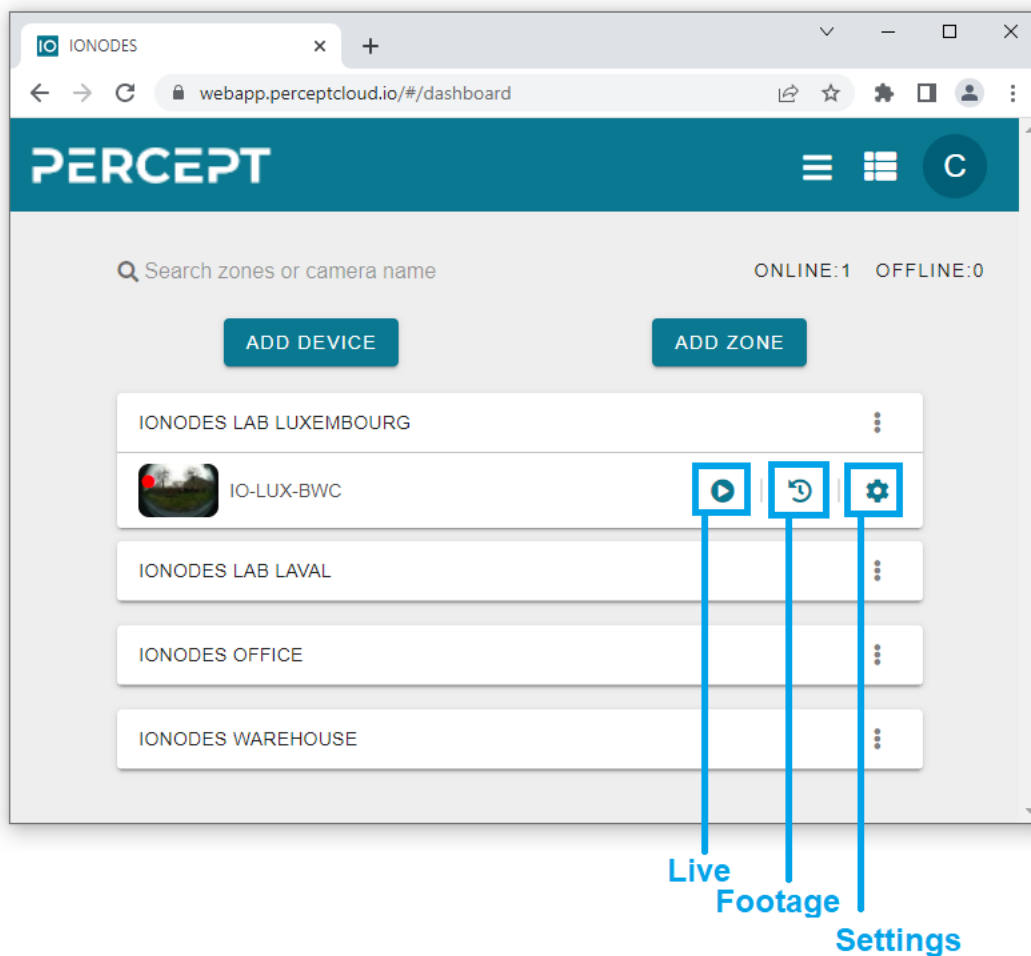 IO IONODES
webapp.perceptcloud.io/#/dashboard
PERCEPT
C
Search zones or camera name
ONLINE:1 OFFLINE:0
ADD DEVICE ADD ZONE
IONODES LAB LUXEMBOURG
IO-LUX-BWC
IONODES LAB LAVAL
IONODES OFFICE
IONODES WAREHOUSE
Live
Footage
Settings